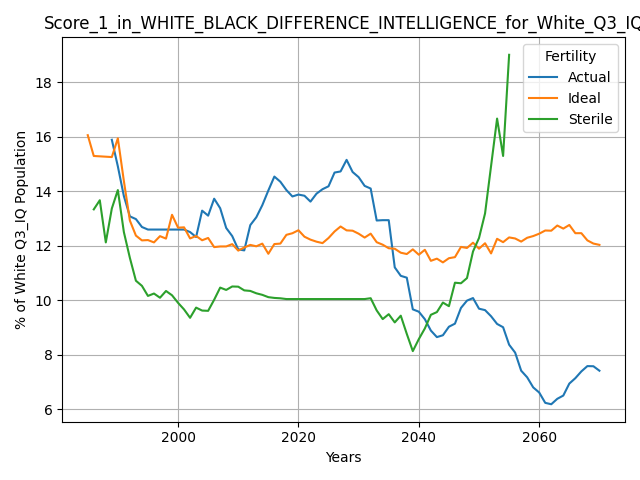 Score_1_in_WHITE_BLACK_DIFFERENCE_INTELLIGENCE_for_White_Q3_IQ
Fertility
Actual
Ideal
Sterile
% of White Q3_IQ Population
18
16
14
12
10
8
6
2000 2020 2040 2060
Years